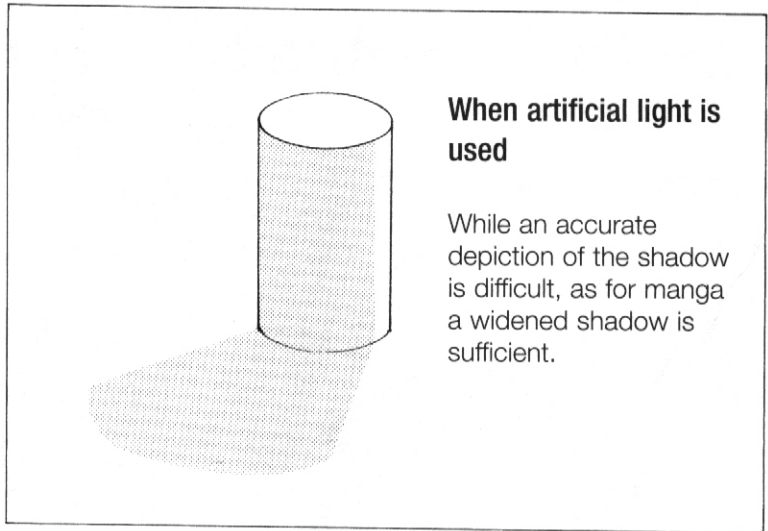 When artificial light is
used
While an accurate
depiction of the shadow
is difficult, as for manga
a widened shadow is
sufficient.